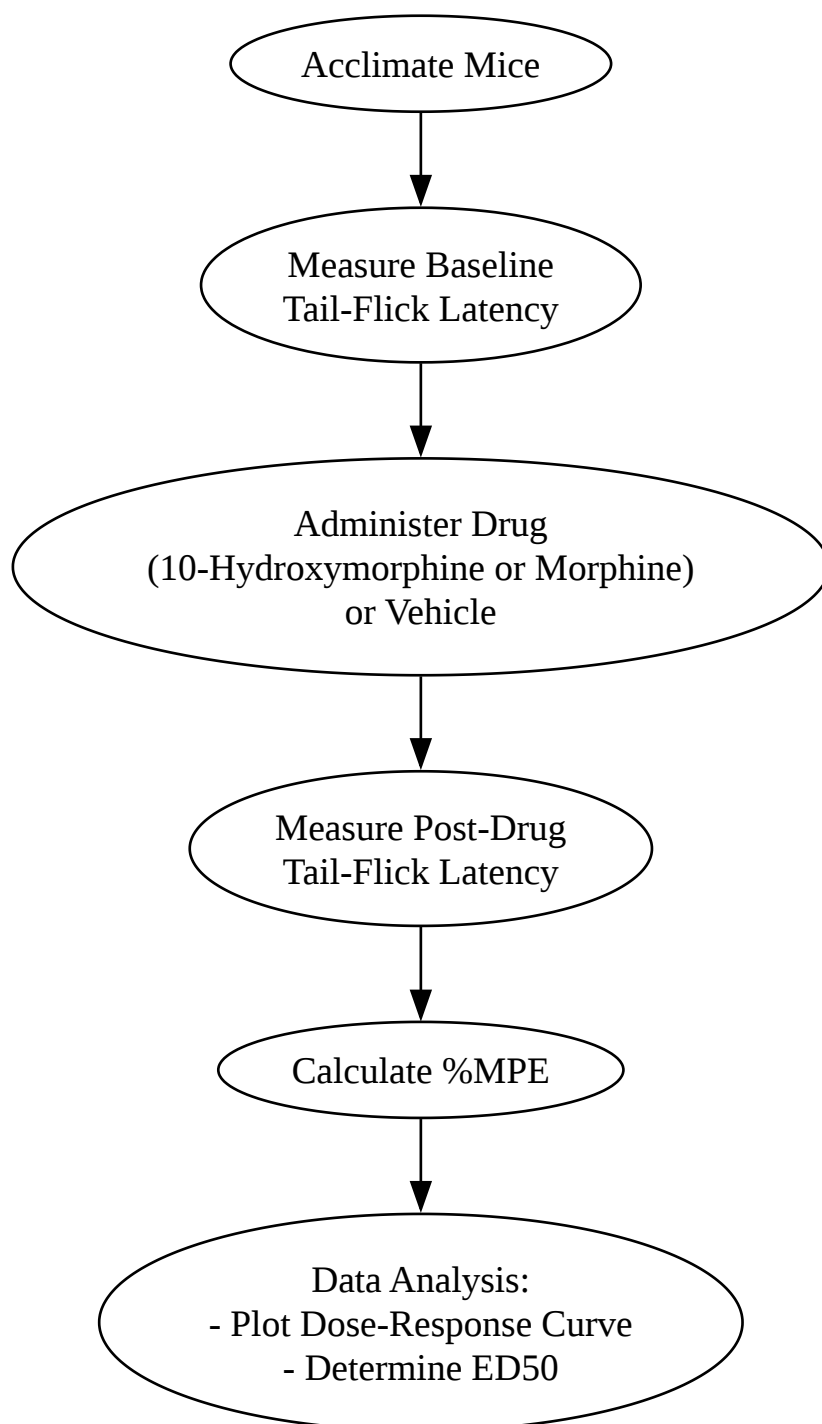 Acclimate Mice
Measure Baseline
Tail-Flick Latency
Administer Drug
(10-Hydroxymorphine or Morphine)
or Vehicle
Measure Post-Drug
Tail-Flick Latency
Calculate %MPE
Data Analysis:
- Plot Dose-Response Curve
- Determine ED50